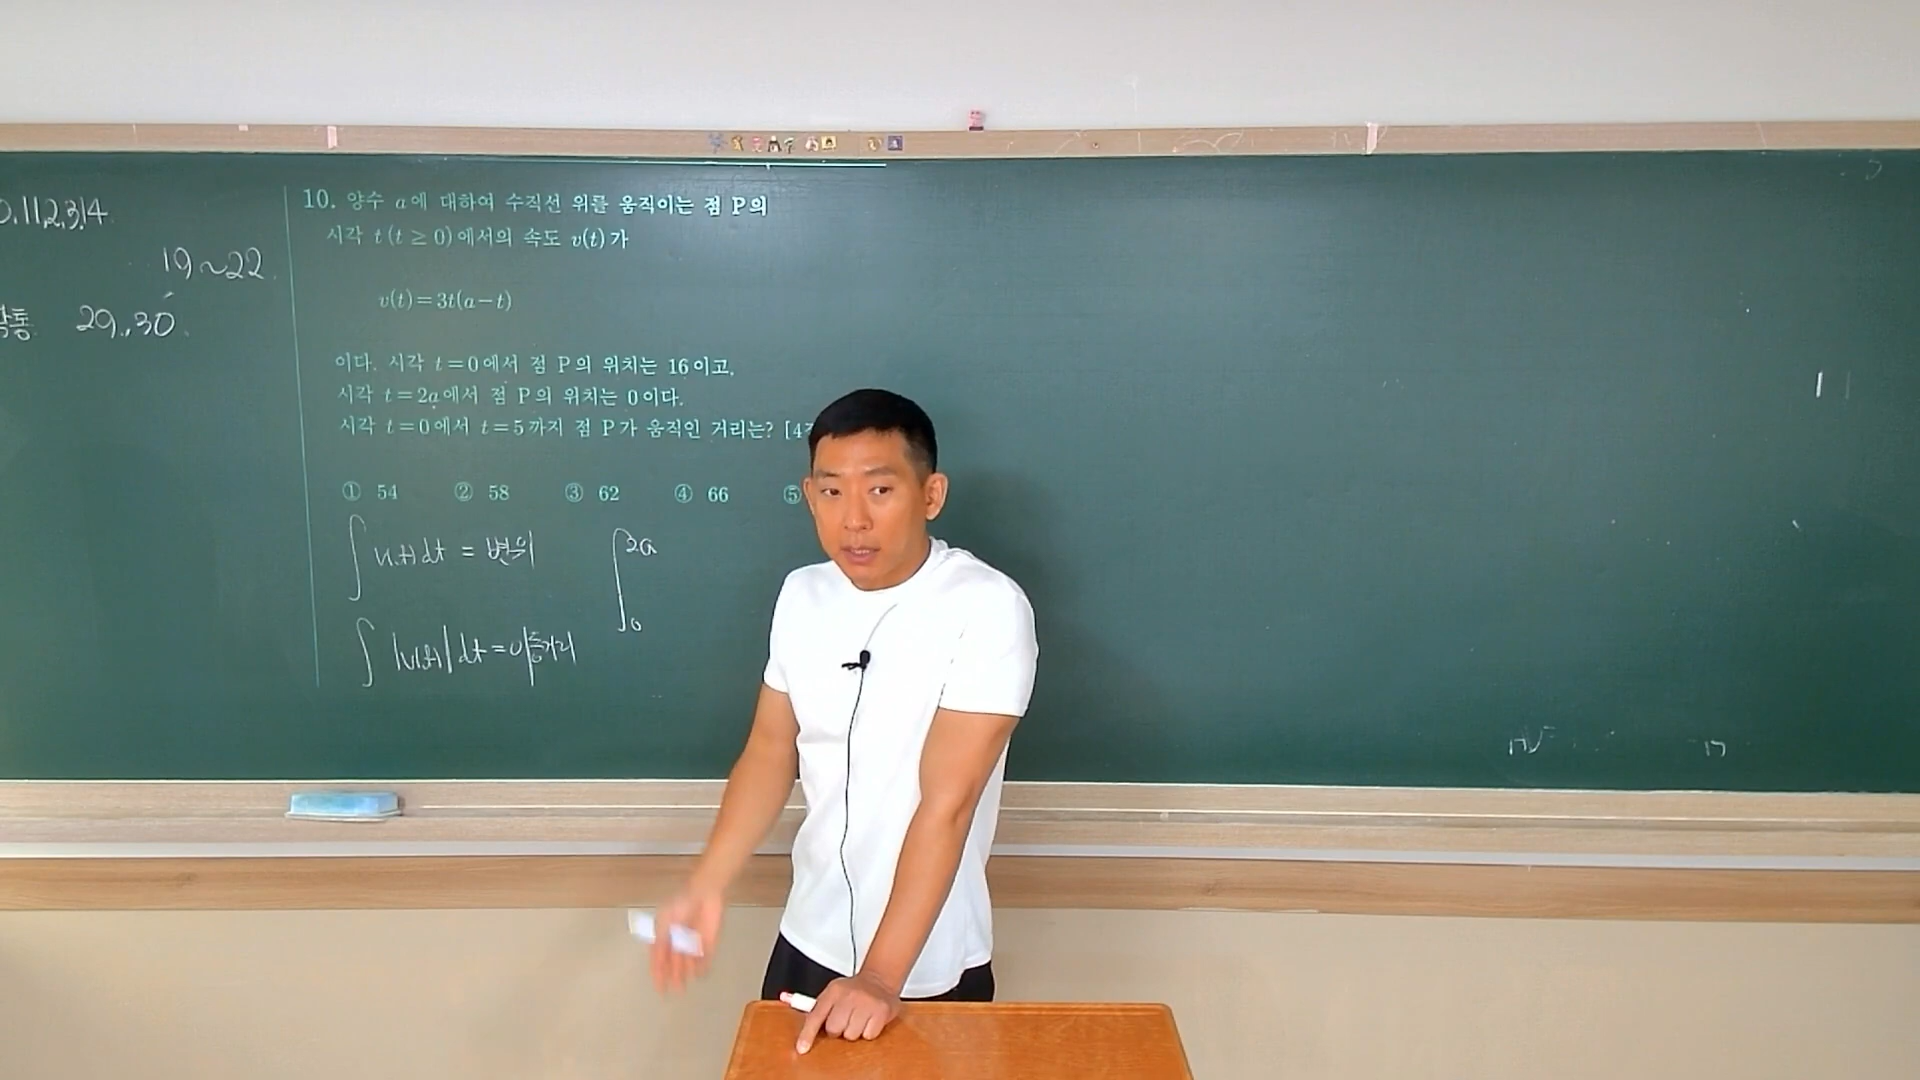 0.11,2,3,14
19~22
29, 30
10. 양수 a에 대하여 수직선 위를 움직이는 점 P의
시각 t(t ≥ 0)에서의 속도 v(t)가
v(t)=3t(a-t)
이다. 시각 t=0에서 점 P의 위치는 16이고,
시각 t=2a에서 점 P의 위치는 0이다.
시각 t=0에서 t=5까지 점 P가 움직인 거리는? [4
① 54 ② 58 ③ 62 ④ 66 ⑤
∫ v(t)dt = 변위
∫ 2a 0
∫ |v(t)| dt = 이동거리